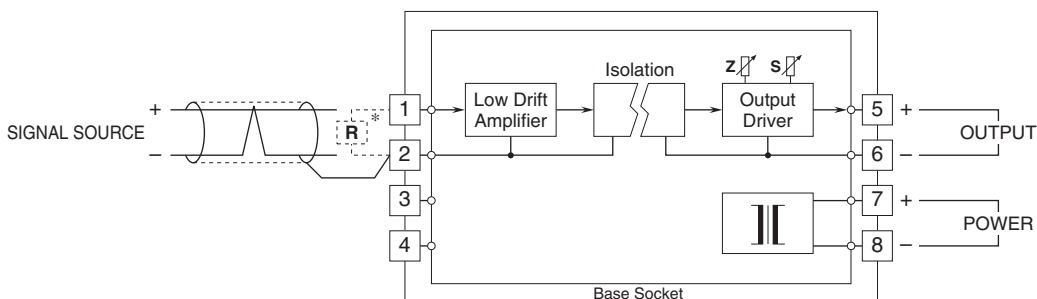 SIGNAL SOURCE
+
–
R
*
1
2
3
4
Low Drift
Amplifier
Isolation
Z
S
Output
Driver
5
6
7
8
+
–
OUTPUT
+
–
POWER
Base Socket